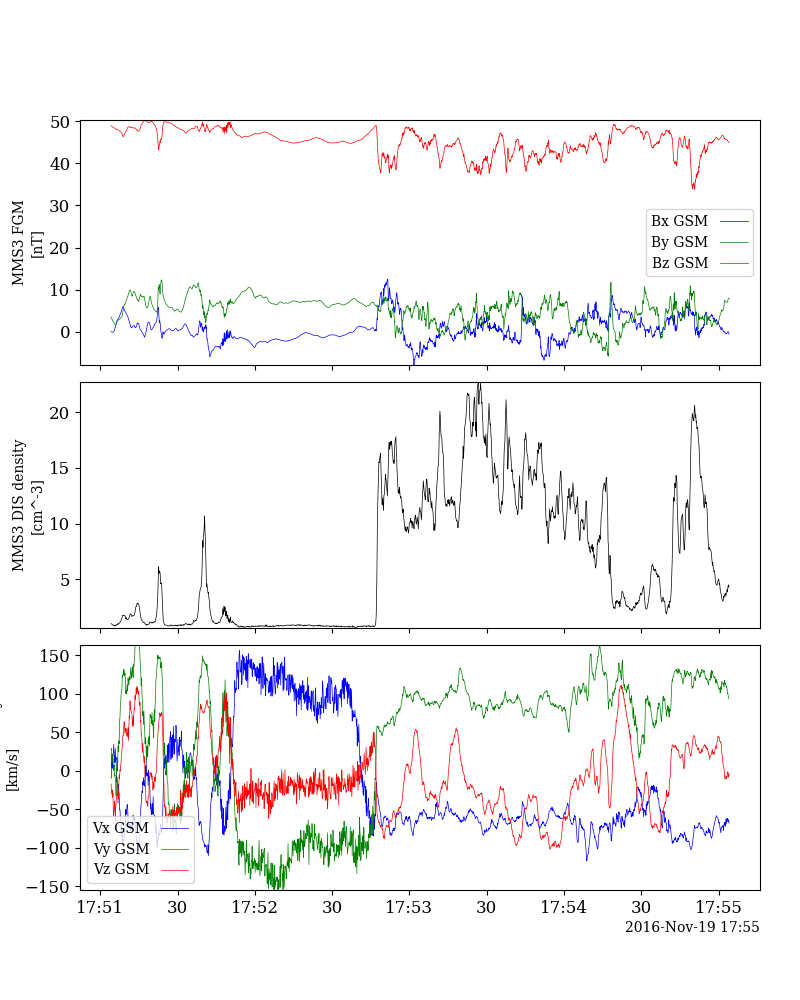 50
40
30
20
10
0
MMS3 FGM
[nT]
Bx GSM
By GSM
Bz GSM
20
15
10
5
MMS3 DIS density
[cm^-3]
150
100
50
0
−50
−100
−150
[km/s]
Vx GSM
Vy GSM
Vz GSM
17:51 30 17:52 30 17:53 30 17:54 30 17:55
2016-Nov-19 17:55